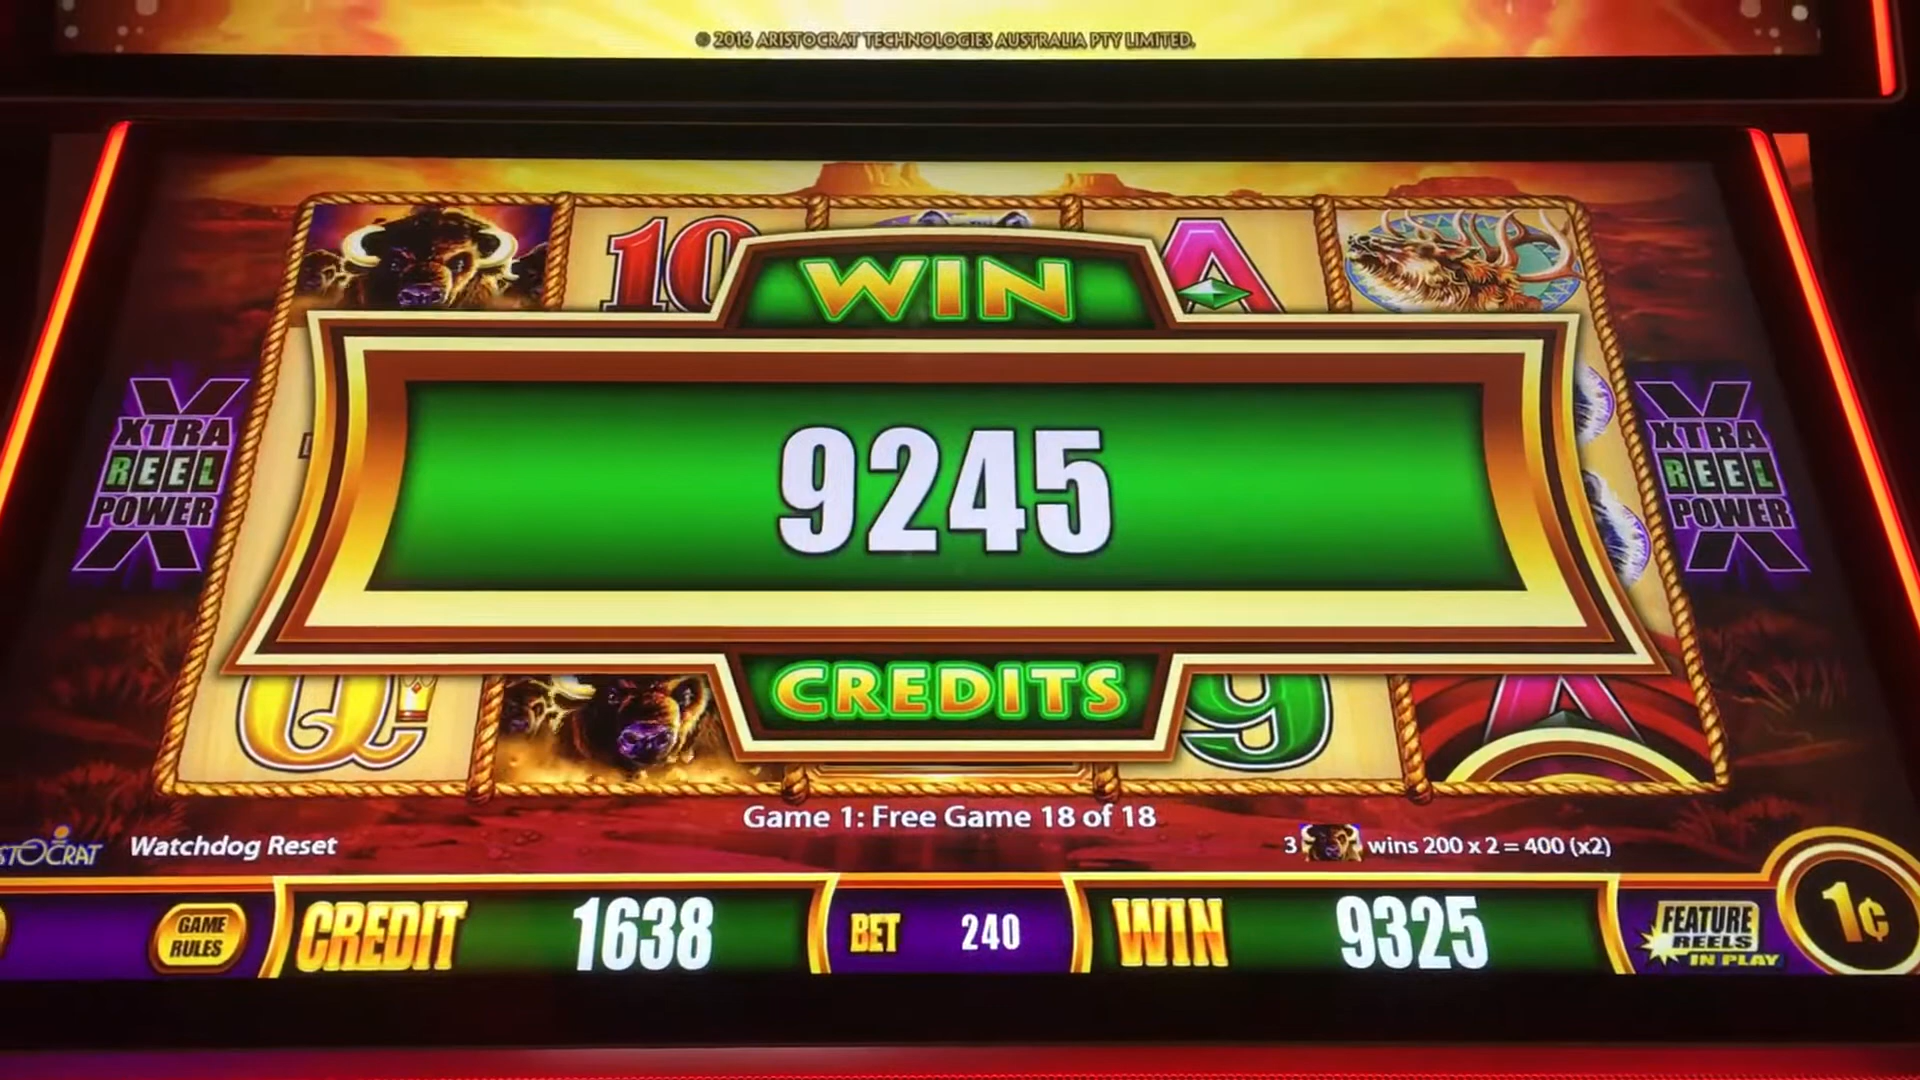 © 2016 ARISTOCRAT TECHNOLOGIES AUSTRALIA PTY LIMITED.
10
A
WIN
9245
CREDITS
XTRA
REEL
POWER
X
XTRA
REEL
POWER
X
Q
9
A
Game 1: Free Game 18 of 18
Watchdog Reset
3 wins 200 x 2 = 400 (x2)
GAME
RULES
CREDIT 1638
BET 240
WIN 9325
FEATURE
REELS
IN PLAY
1¢